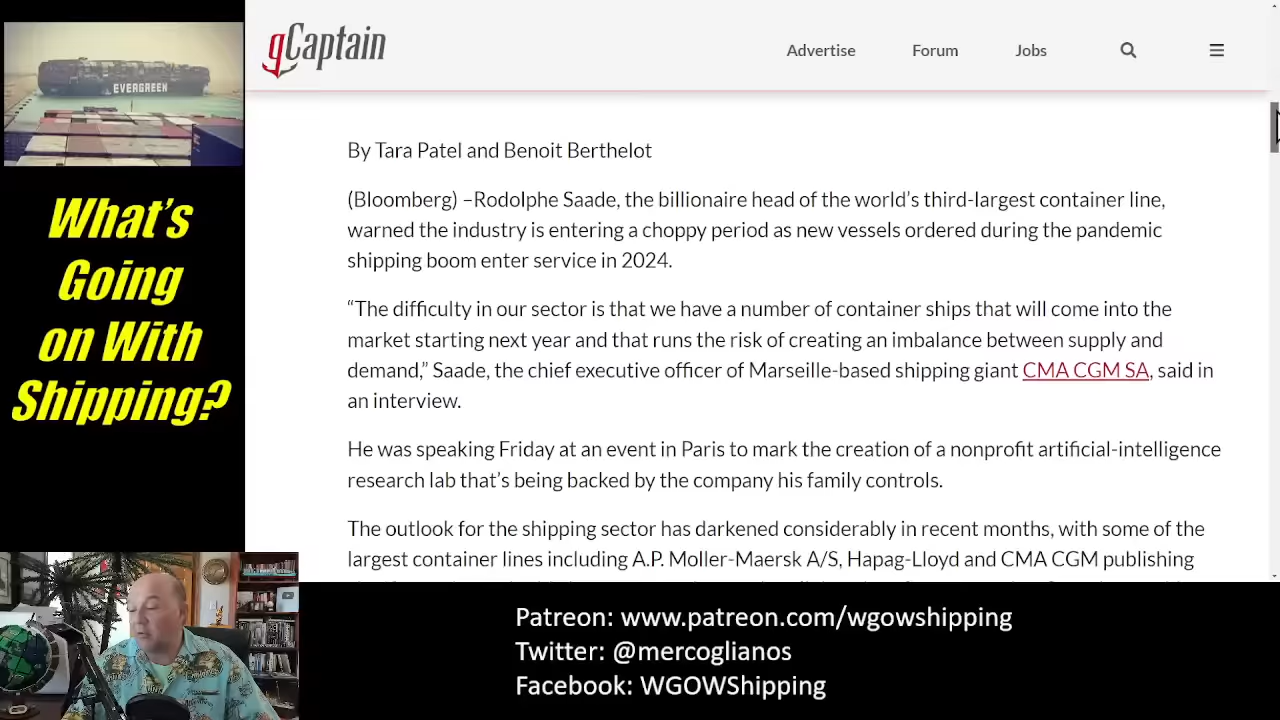 EVERGREEN
What's
Going
on With
Shipping?
gCaptain
Advertise Forum Jobs
By Tara Patel and Benoit Berthelot
(Bloomberg) –Rodolphe Saade, the billionaire head of the world's third-largest container line,
warned the industry is entering a choppy period as new vessels ordered during the pandemic
shipping boom enter service in 2024.
“The difficulty in our sector is that we have a number of container ships that will come into the
market starting next year and that runs the risk of creating an imbalance between supply and
demand,” Saade, the chief executive officer of Marseille-based shipping giant CMA CGM SA, said in
an interview.
He was speaking Friday at an event in Paris to mark the creation of a nonprofit artificial-intelligence
research lab that's being backed by the company his family controls.
The outlook for the shipping sector has darkened considerably in recent months, with some of the
largest container lines including A.P. Moller-Maersk A/S, Hapag-Lloyd and CMA CGM publishing
Patreon: www.patreon.com/wgowshipping
Twitter: @mercoglianos
Facebook: WGOWShipping